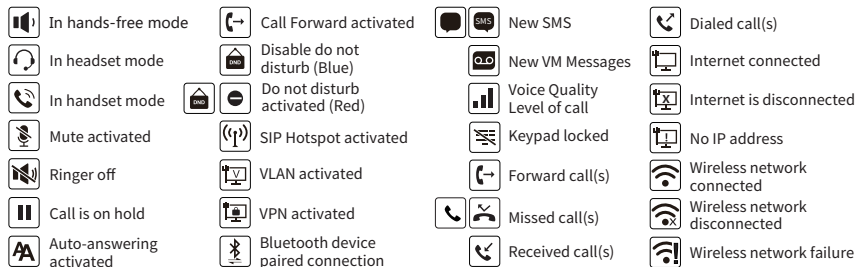 In hands-free mode
In headset mode
In handset mode
Mute activated
Ringer off
Call is on hold
AA
Auto-answering
activated
Call Forward activated
DND
Disable do not
disturb (Blue)
DND
Do not disturb
activated (Red)
SIP Hotspot activated
V
VLAN activated
VPN activated
Bluetooth device
paired connection
SMS
New SMS
New VM Messages
Voice Quality
Level of call
Keypad locked
Forward call(s)
Missed call(s)
Received call(s)
Dialed call(s)
Internet connected
X
Internet is disconnected
!
No IP address
Wireless network
connected
X
Wireless network
disconnected
!
Wireless network failure